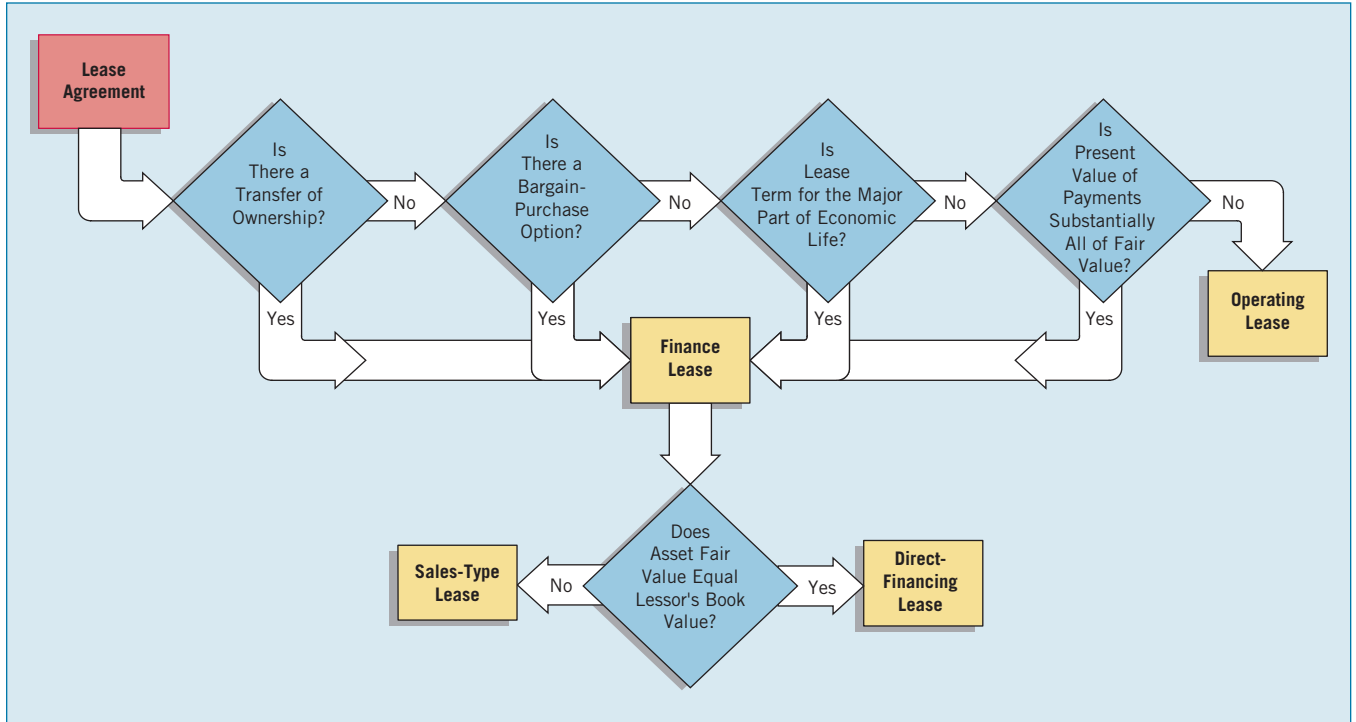 Lease
Agreement
Is
There a
Transfer of
Ownership?
No
Is
There a
Bargain-
Purchase
Option?
No
Is
Lease
Term for the Major
Part of Economic
Life?
No
Is
Present
Value of
Payments
Substantially
All of Fair
Value?
No
Operating
Lease
Yes
Yes
Yes
Yes
Finance
Lease
Does
Asset Fair
Value Equal
Lessor's Book
Value?
No
Sales-Type
Lease
Yes
Direct-
Financing
Lease